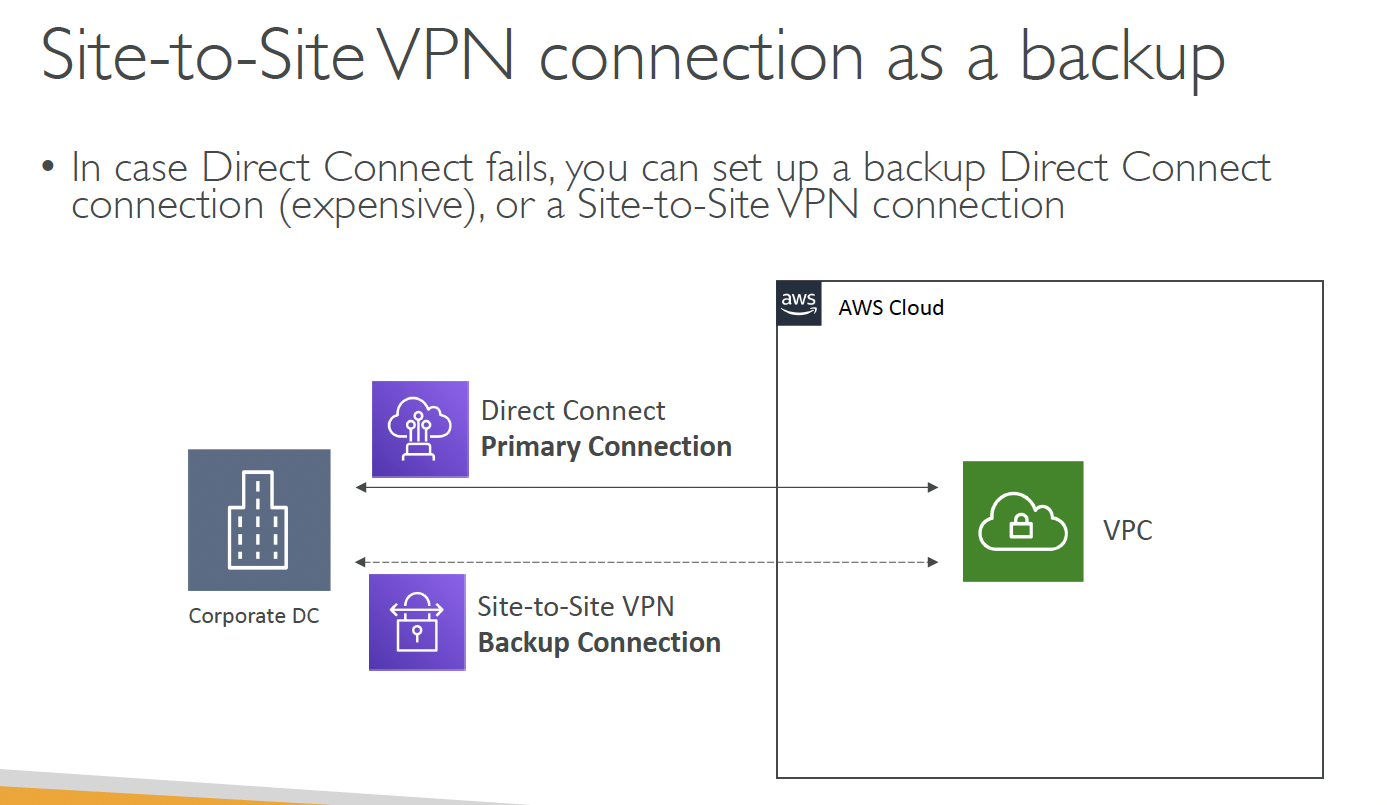 Site-to-Site VPN connection as a backup
• In case Direct Connect fails, you can set up a backup Direct Connect
connection (expensive), or a Site-to-Site VPN connection
aws
AWS Cloud
Direct Connect
Primary Connection
VPC
Corporate DC
Site-to-Site VPN
Backup Connection